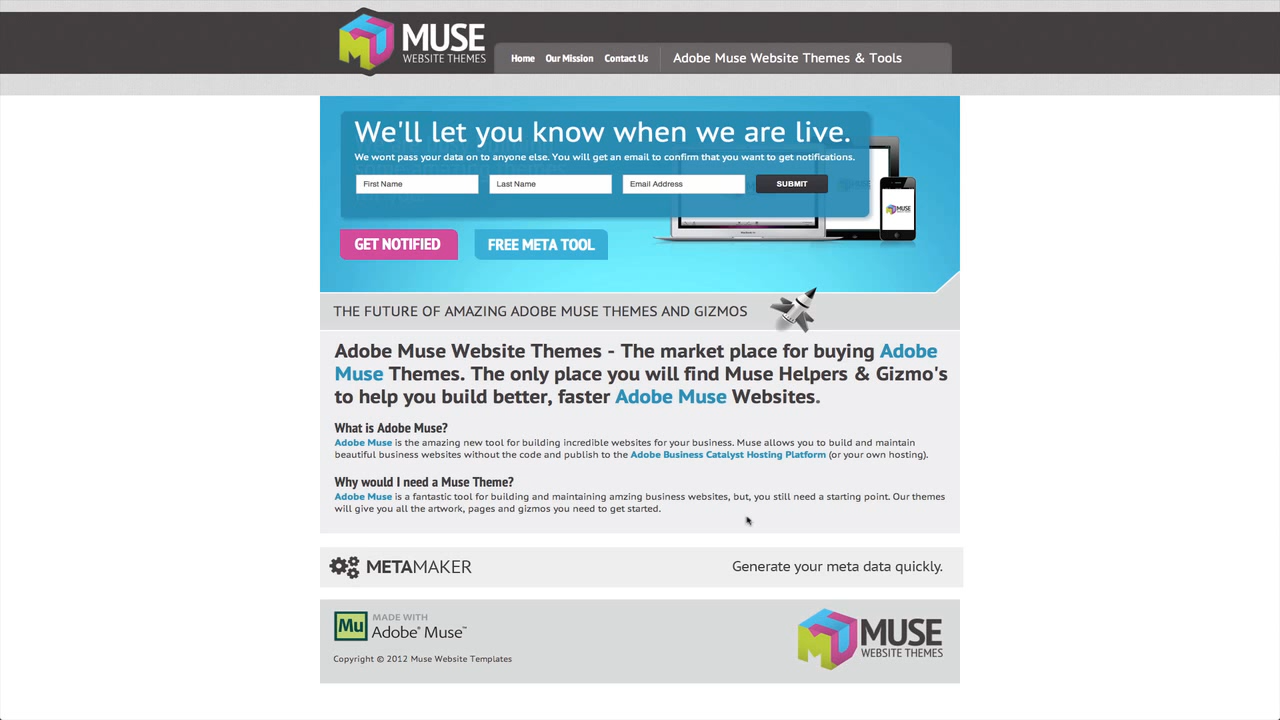 MUSE
WEBSITE THEMES
Home Our Mission Contact Us Adobe Muse Website Themes & Tools
We'll let you know when we are live.
We wont pass your data on to anyone else. You will get an email to confirm that you want to get notifications.
First Name Last Name Email Address SUBMIT
MUSE
GET NOTIFIED FREE META TOOL
THE FUTURE OF AMAZING ADOBE MUSE THEMES AND GIZMOS
Adobe Muse Website Themes - The market place for buying Adobe
Muse Themes. The only place you will find Muse Helpers & Gizmo's
to help you build better, faster Adobe Muse Websites.
What is Adobe Muse?
Adobe Muse is the amazing new tool for building incredible websites for your business. Muse allows you to build and maintain
beautiful business websites without the code and publish to the Adobe Business Catalyst Hosting Platform (or your own hosting).
Why would I need a Muse Theme?
Adobe Muse is a fantastic tool for building and maintaining amzing business websites, but, you still need a starting point. Our themes
will give you all the artwork, pages and gizmos you need to get started.
METAMAKER Generate your meta data quickly.
Mu MADE WITH
Adobe® Muse™
MUSE
WEBSITE THEMES
Copyright © 2012 Muse Website Templates